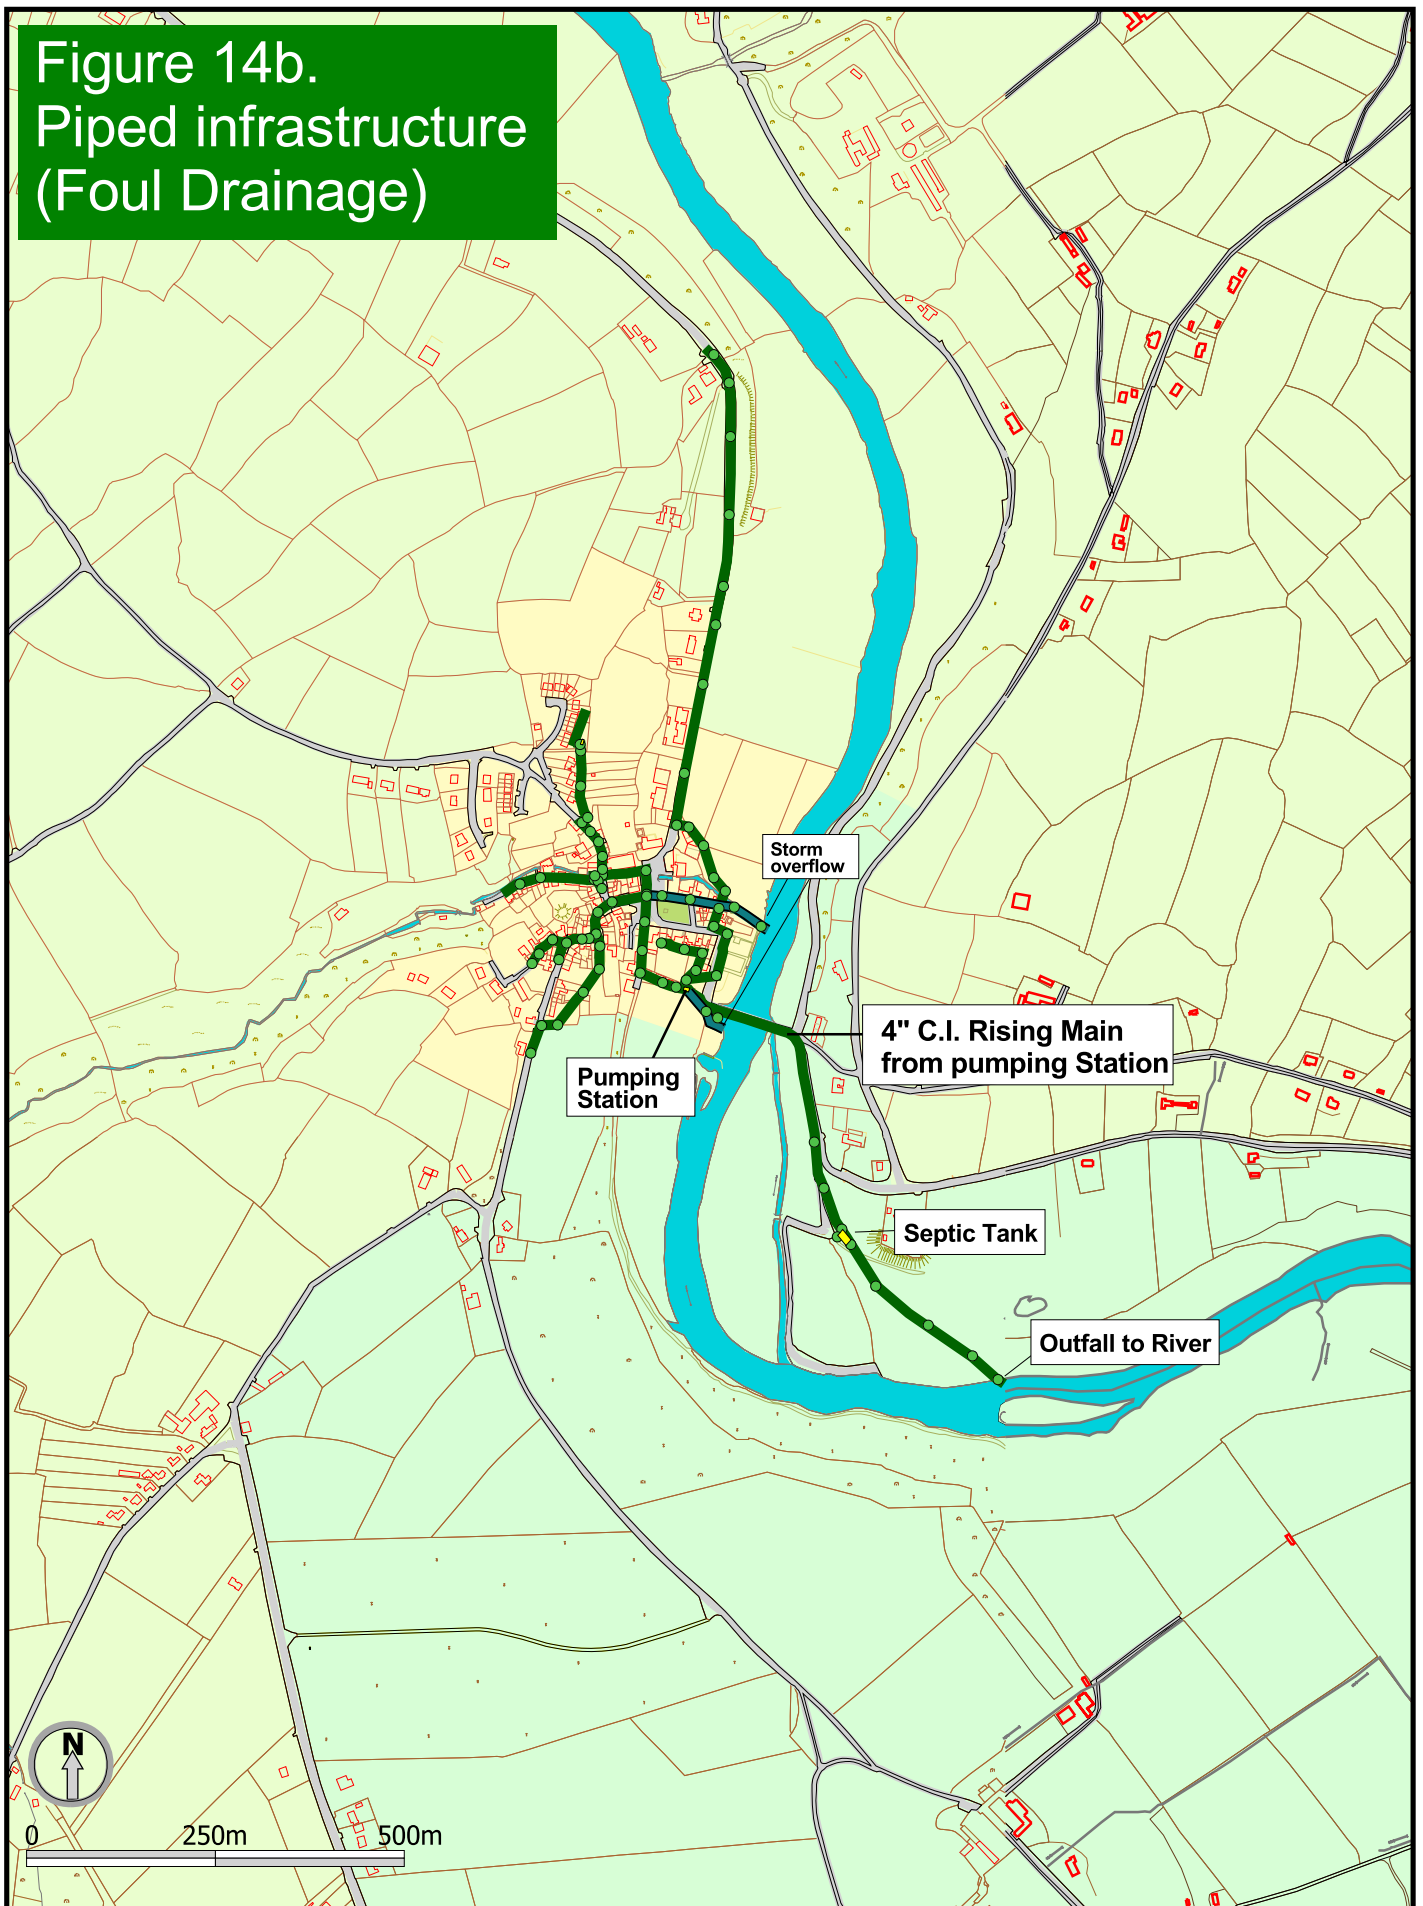 Figure 14b.
Piped infrastructure
(Foul Drainage)
Storm
overflow
4" C.I. Rising Main
from pumping Station
Pumping
Station
Septic Tank
Outfall to River
N
0 250m 500m